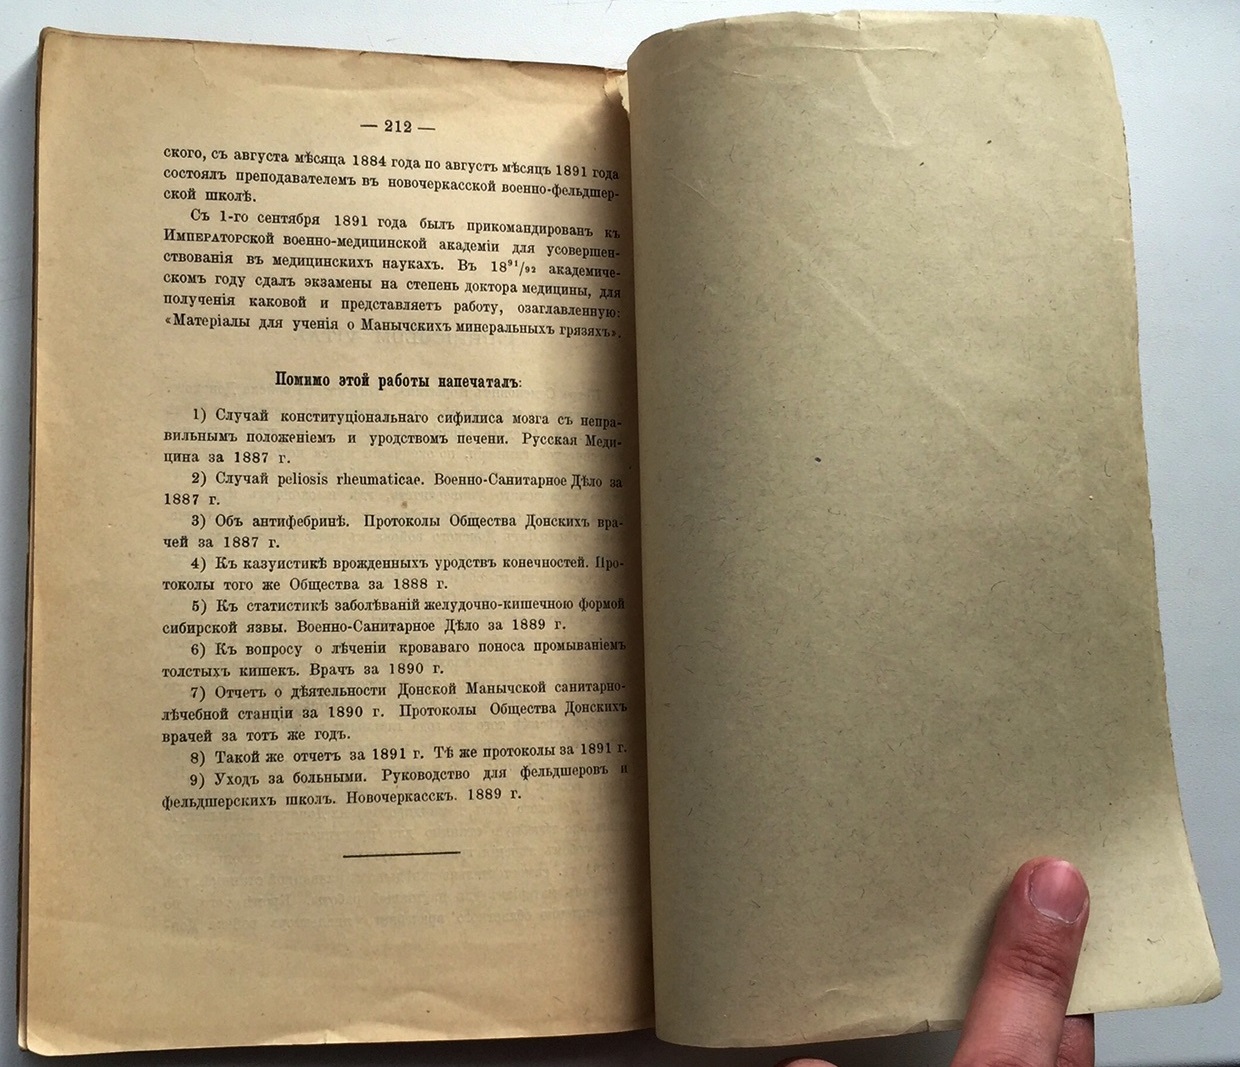 — 212 —
ского, съ августа мѣсяца 1884 года по августъ мѣсяцъ 1891 года
состоялъ преподавателемъ въ новочеркасской военно-фельдшер-
ской школѣ.
Съ 1-го сентября 1891 года былъ прикомандированъ къ
Императорской военно-медицинской академіи для усовершен-
ствованія въ медицинскихъ наукахъ. Въ 18⁹¹/₉₂ академиче-
скомъ году сдалъ экзамены на степень доктора медицины, для
полученія каковой и представляетъ работу, озаглавленную:
«Матеріалы для ученія о Манычскихъ минеральныхъ грязяхъ».
Помимо этой работы напечаталъ:
1) Случай конституціональнаго сифилиса мозга съ непра-
вильнымъ положеніемъ и уродствомъ печени. Русская Меди-
цина за 1887 г.
2) Случай peliosis rheumaticae. Военно-Санитарное Дѣло за
1887 г.
3) Объ антифебринѣ. Протоколы Общества Донскихъ вра-
чей за 1887 г.
4) Къ казуистикѣ врожденныхъ уродствъ конечностей. Про-
токолы того же Общества за 1888 г.
5) Къ статистикѣ заболѣваній желудочно-кишечною формой
сибирской язвы. Военно-Санитарное Дѣло за 1889 г.
6) Къ вопросу о лѣченіи кроваваго поноса промываніемъ
толстыхъ кишекъ. Врачъ за 1890 г.
7) Отчетъ о дѣятельности Донской Манычской санитарно-
лѣчебной станціи за 1890 г. Протоколы Общества Донскихъ
врачей за тотъ же годъ.
8) Такой же отчетъ за 1891 г. Тѣ же протоколы за 1891 г.
9) Уходъ за больными. Руководство для фельдшеровъ и
фельдшерскихъ школъ. Новочеркасскъ. 1889 г.